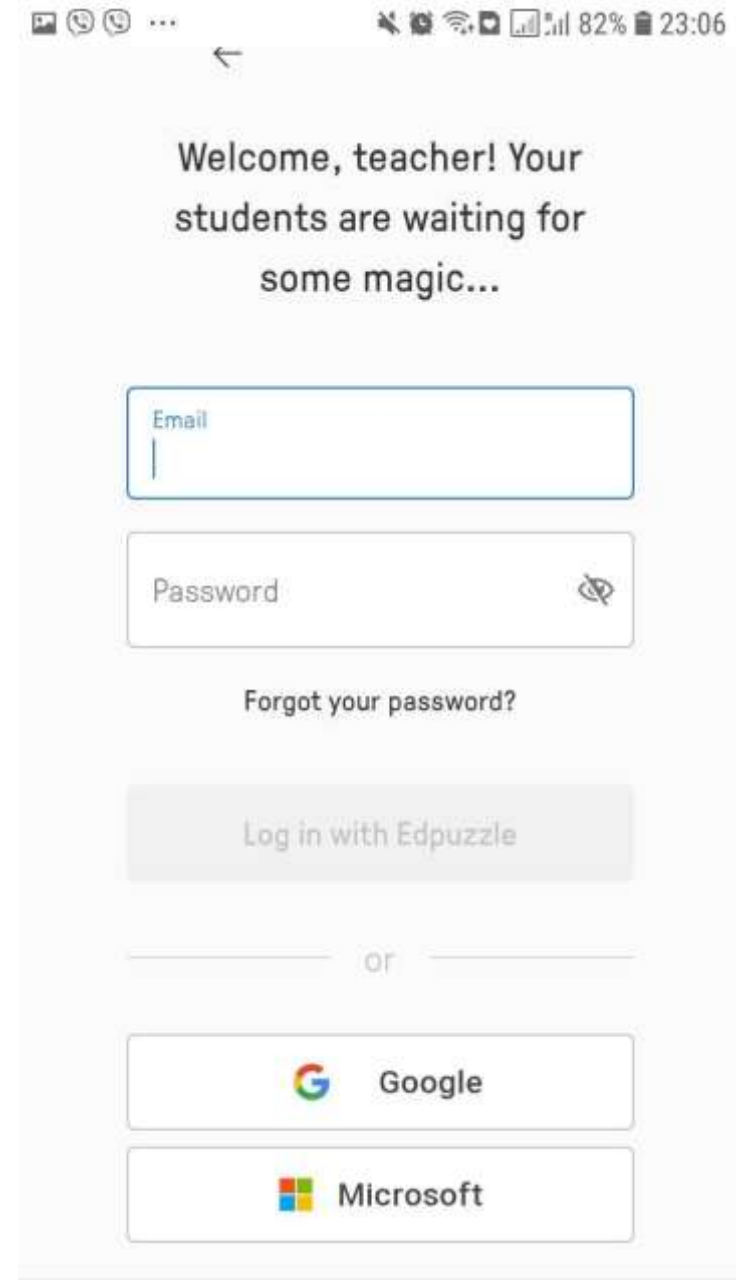 82% 23:06
Welcome, teacher! Your
students are waiting for
some magic...
Email
Password
Forgot your password?
Log in with Edpuzzle
or
Google
Microsoft